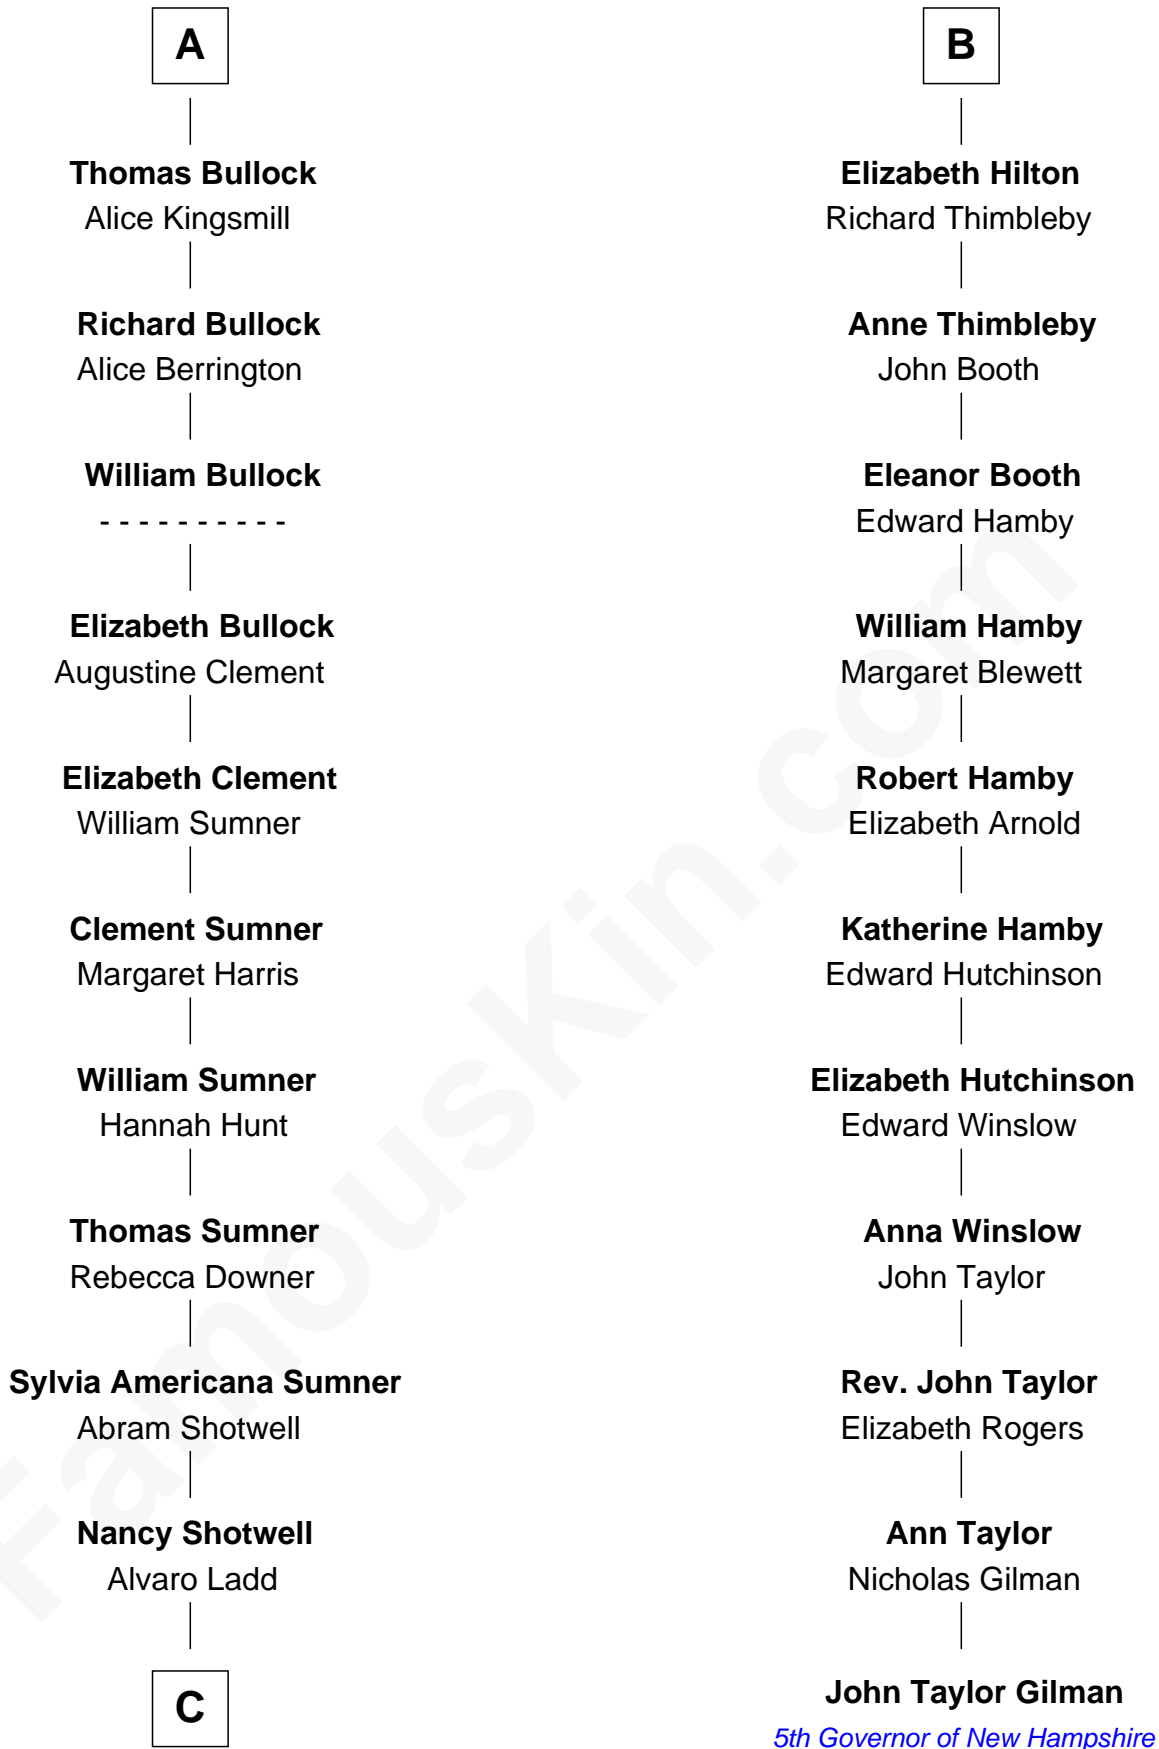 A
Thomas Bullock
Alice Kingsmill
Richard Bullock
Alice Berrington
William Bullock
- - - - - - - - - -
Elizabeth Bullock
Augustine Clement
Elizabeth Clement
William Sumner
Clement Sumner
Margaret Harris
William Sumner
Hannah Hunt
Thomas Sumner
Rebecca Downer
Sylvia Americana Sumner
Abram Shotwell
Nancy Shotwell
Alvaro Ladd
C
B
Elizabeth Hilton
Richard Thimbleby
Anne Thimbleby
John Booth
Eleanor Booth
Edward Hamby
William Hamby
Margaret Blewett
Robert Hamby
Elizabeth Arnold
Katherine Hamby
Edward Hutchinson
Elizabeth Hutchinson
Edward Winslow
Anna Winslow
John Taylor
Rev. John Taylor
Elizabeth Rogers
Ann Taylor
Nicholas Gilman
John Taylor Gilman
5th Governor of New Hampshire
FamousKin.com